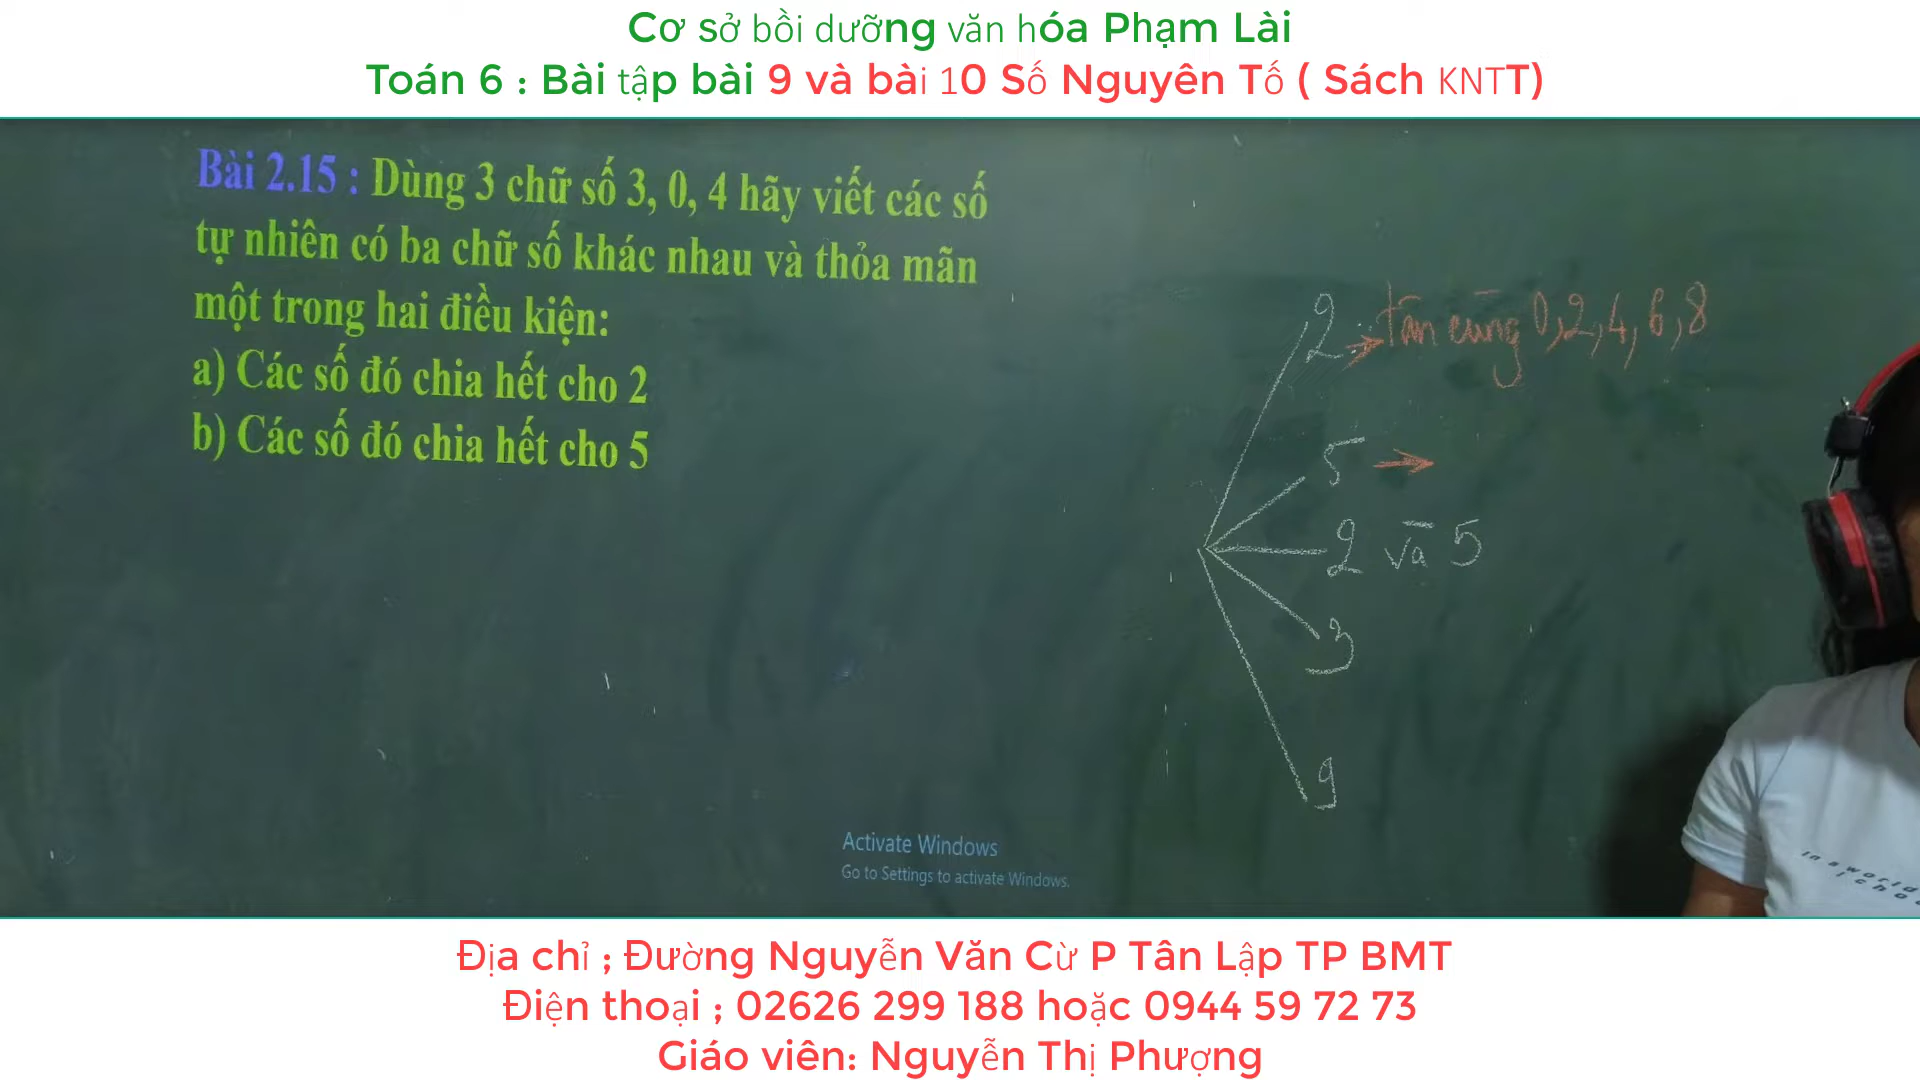 Cơ sở bồi dưỡng văn hóa Phạm Lài
Toán 6 : Bài tập bài 9 và bài 10 Số Nguyên Tố ( Sách KNTT)
Bài 2.15 : Dùng 3 chữ số 3, 0, 4 hãy viết các số
tự nhiên có ba chữ số khác nhau và thỏa mãn
một trong hai điều kiện:
a) Các số đó chia hết cho 2
b) Các số đó chia hết cho 5
2 → tận cùng 0,2,4,6,8
5 →
2 và 5
3
9
Activate Windows
Go to Settings to activate Windows.
In a world
I cho
Địa chỉ ; Đường Nguyễn Văn Cừ P Tân Lập TP BMT
Điện thoại ; 02626 299 188 hoặc 0944 59 72 73
Giáo viên: Nguyễn Thị Phượng